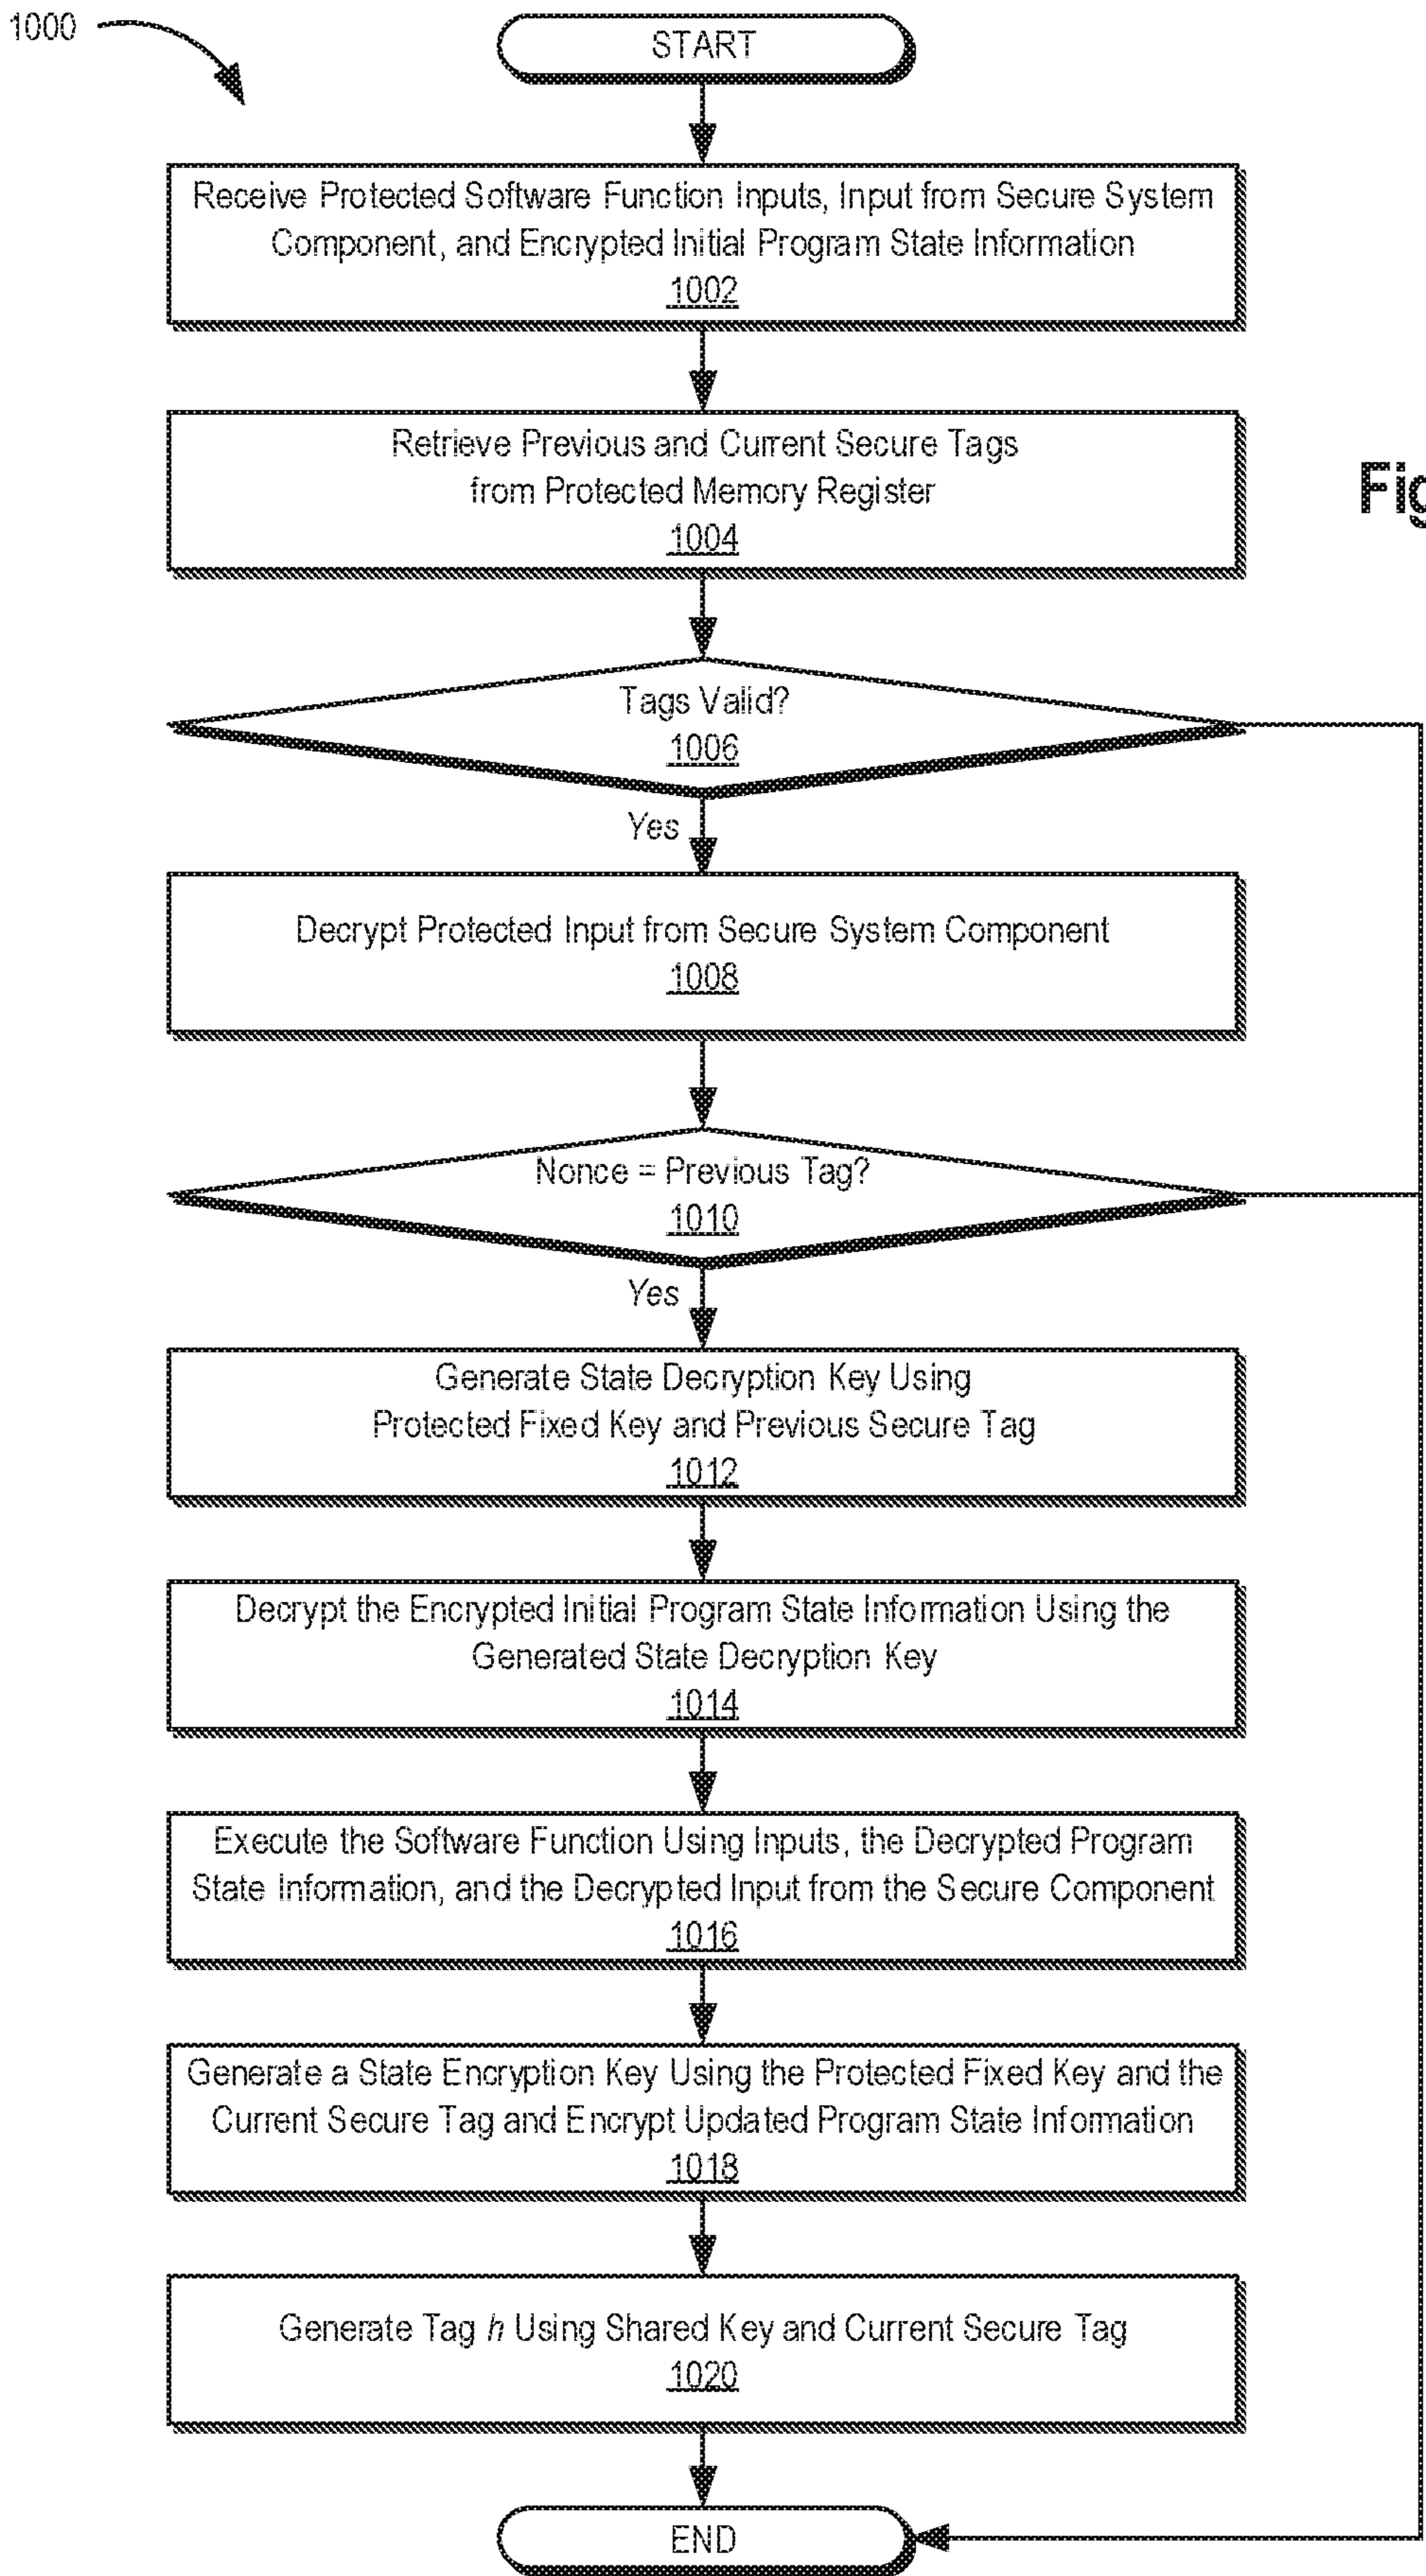 1000
START
Receive Protected Software Function Inputs, Input from Secure System
Component, and Encrypted Initial Program State Information
1002
Retrieve Previous and Current Secure Tags
from Protected Memory Register
1004
Fig
Tags Valid?
1006
Yes
Decrypt Protected Input from Secure System Component
1008
Nonce = Previous Tag?
1010
Yes
Generate State Decryption Key Using
Protected Fixed Key and Previous Secure Tag
1012
Decrypt the Encrypted Initial Program State Information Using the
Generated State Decryption Key
1014
Execute the Software Function Using Inputs, the Decrypted Program
State Information, and the Decrypted Input from the Secure Component
1016
Generate a State Encryption Key Using the Protected Fixed Key and the
Current Secure Tag and Encrypt Updated Program State Information
1018
Generate Tag h Using Shared Key and Current Secure Tag
1020
END